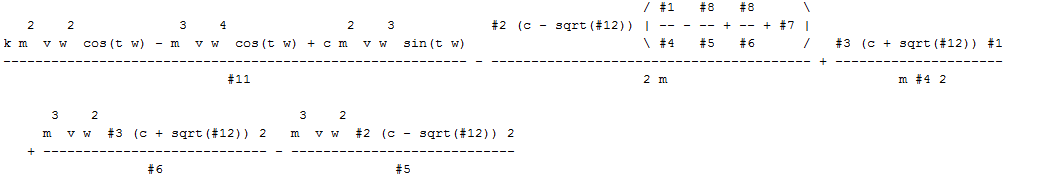 / #1   #8   #8      \
   2      2                3    4                2    3            #2 (c - sqrt(#12)) | -- - -- + -- + #7 |
k m  v w  cos(t w) - m  v w  cos(t w) + c m  v w  sin(t w)                            \ #4   #5   #6      /   #3 (c + sqrt(#12)) #1
---------------------------------------------------------- - ---------------------------------------- + ---------------------
                            #11                                                2 m                             m #4 2
     3     2                            3    2
    m  v w  #3 (c + sqrt(#12)) 2   m  v w  #2 (c - sqrt(#12)) 2
  + ---------------------------- - ----------------------------
                 #6                             #5